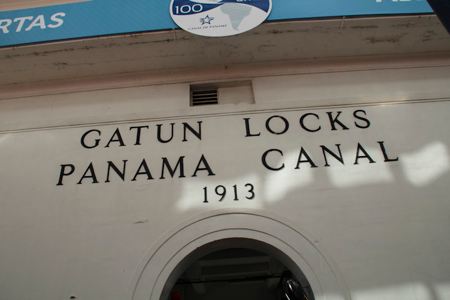 RTAS
100
GATUN LOCKS
PANAMA CANAL
1913